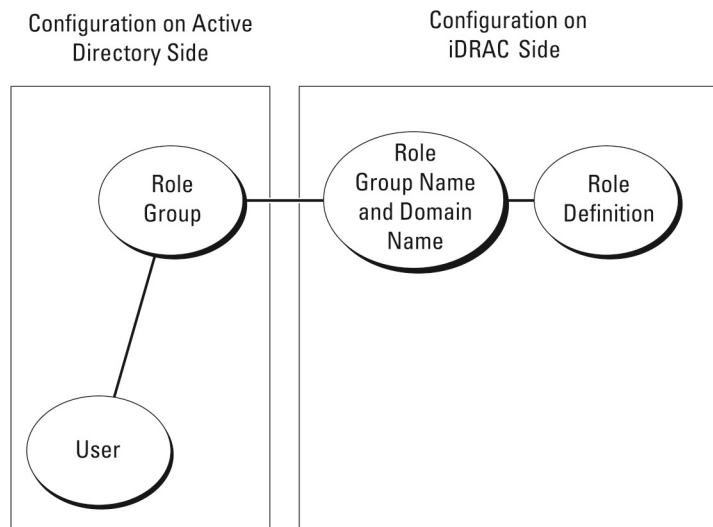 Configuration on Active
Directory Side
Configuration on
iDRAC Side
Role
Group
Role
Group Name
and Domain
Name
Role
Definition
User